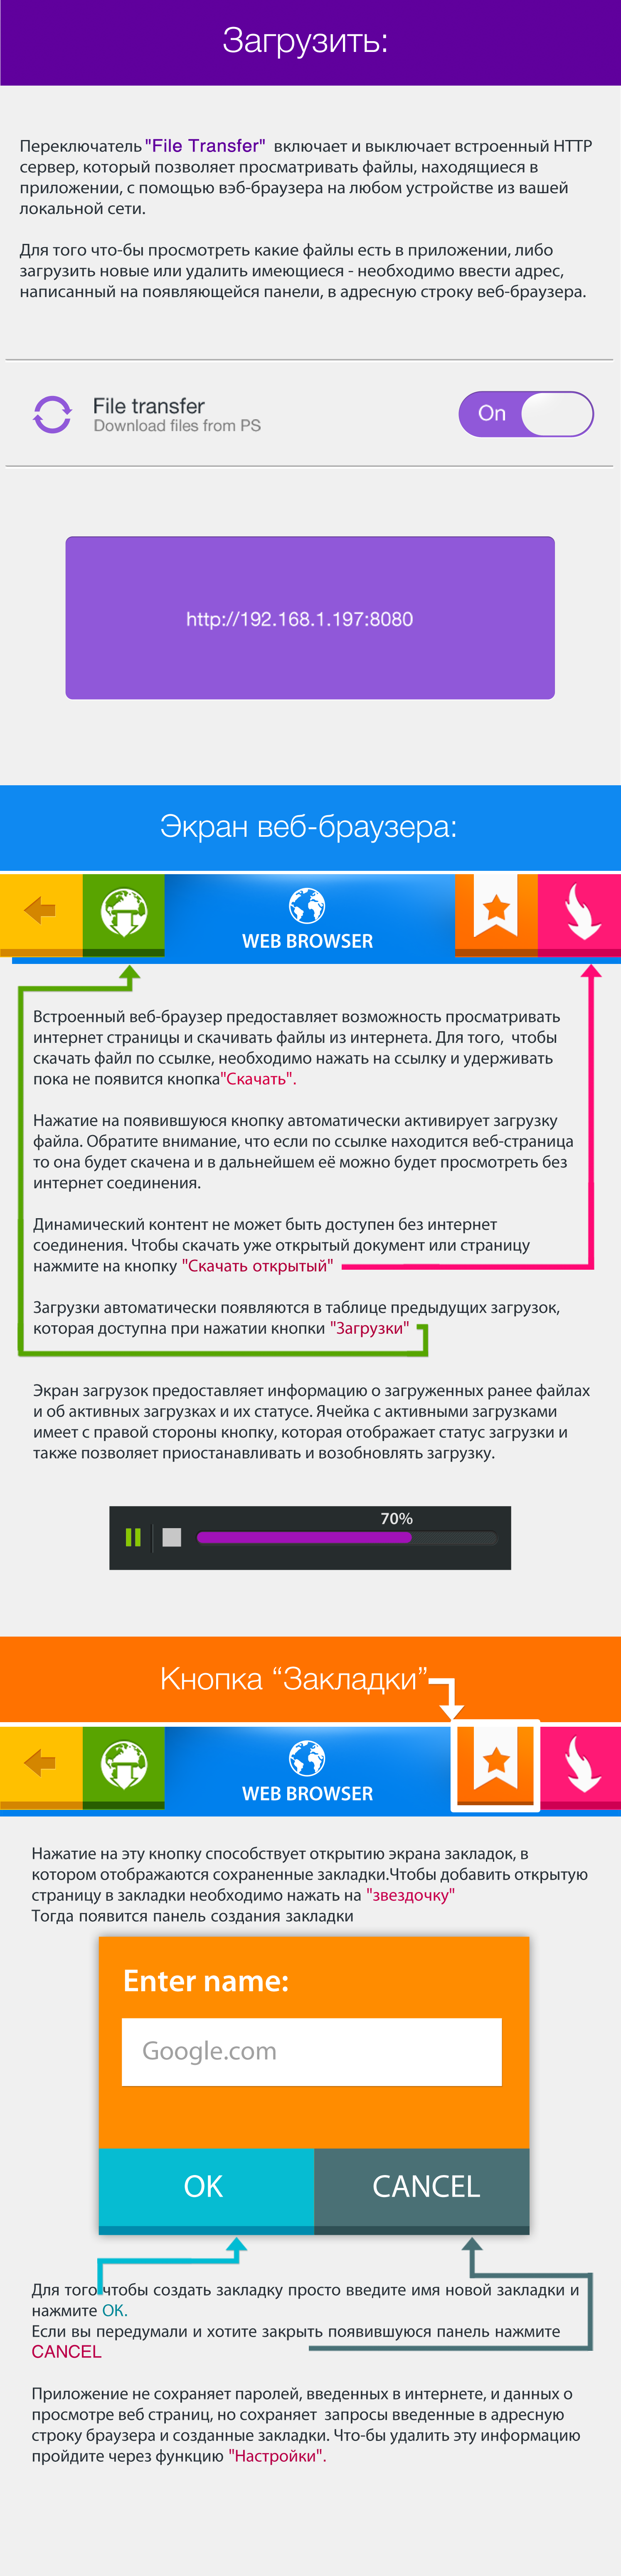 Загрузить:
Переключатель "File Transfer" включает и выключает встроенный HTTP
сервер, который позволяет просматривать файлы, находящиеся в
приложении, с помощью вэб-браузера на любом устройстве из вашей
локальной сети.
Для того что-бы просмотреть какие файлы есть в приложении, либо
загрузить новые или удалить имеющиеся - необходимо ввести адрес,
написанный на появляющейся панели, в адресную строку веб-браузера.
File transfer
On
Download files from PS
http://192.168.1.197:8080
Экран веб-браузера:
WEB BROWSER
Встроенный веб-браузер предоставляет возможность просматривать
интернет страницы и скачивать файлы из интернета. Для того, чтобы
скачать файл по ссылке, необходимо нажать на ссылку и удерживать
пока не появится кнопка"Скачать".
Нажатие на появившуюся кнопку автоматически активирует загрузку
файла. Обратите внимание, что если по ссылке находится веб-страница
то она будет скачена и в дальнейшем её можно будет просмотреть без
интернет соединения.
Динамический контент не может быть доступен без интернет
соединения. Чтобы скачать уже открытый документ или страницу
нажмите на кнопку "Скачать открытый"
Загрузки автоматически появляются в таблице предыдущих загрузок,
которая доступна при нажатии кнопки "Загрузки"
Экран загрузок предоставляет информацию о загруженных ранее файлах
и об активных загрузках и их статусе. Ячейка с активными загрузками
имеет с правой стороны кнопку, которая отображает статус загрузки и
также позволяет приостанавливать и возобновлять загрузку.
70%
Кнопка “Закладки”
WEB BROWSER
Нажатие на эту кнопку способствует открытию экрана закладок, в
котором отображаются сохраненные закладки.Чтобы добавить открытую
страницу в закладки необходимо нажать на "звездочку"
Тогда появится панель создания закладки
Enter name:
Google.com
OK
CANCEL
Для того чтобы создать закладку просто введите имя новой закладки и
нажмите OK.
Если вы передумали и хотите закрыть появившуюся панель нажмите
CANCEL
Приложение не сохраняет паролей, введенных в интернете, и данных о
просмотре веб страниц, но сохраняет запросы введенные в адресную
строку браузера и созданные закладки. Что-бы удалить эту информацию
пройдите через функцию "Настройки".